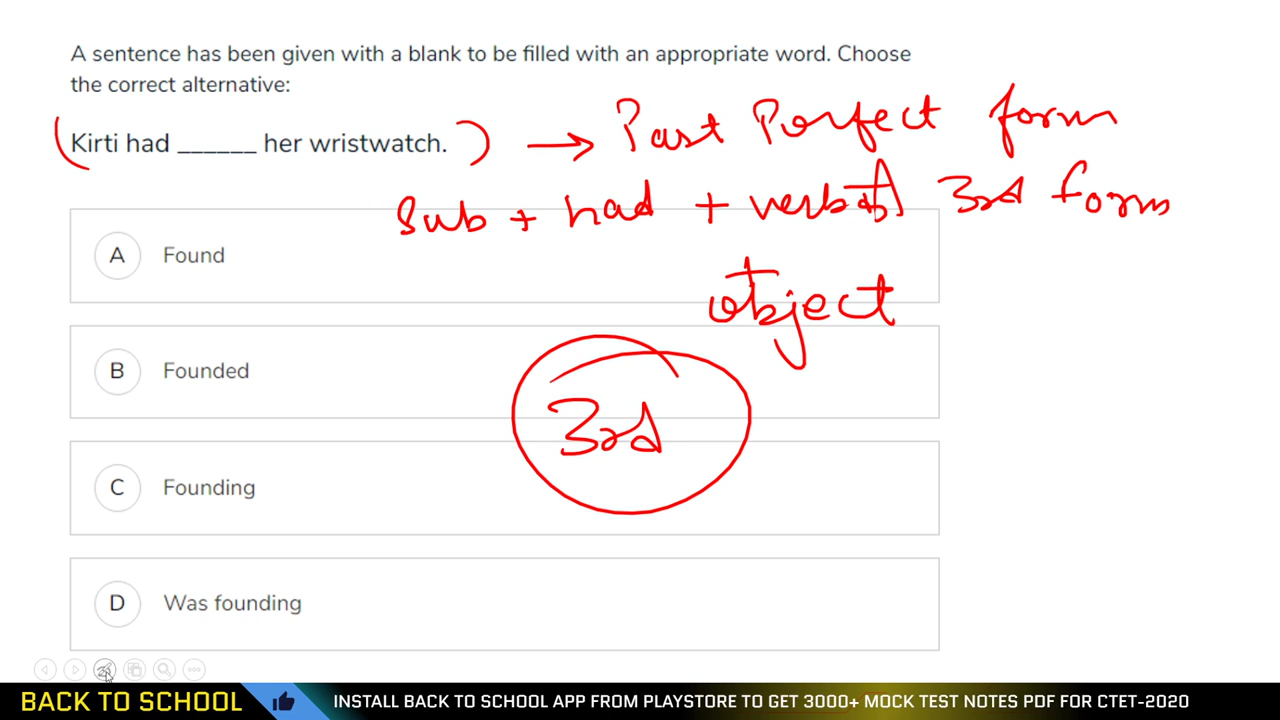 A sentence has been given with a blank to be filled with an appropriate word. Choose
the correct alternative:
(Kirti had ______ her wristwatch.) → Past Perfect form
Sub + had + verb of 3rd form
+
object
A Found
B Founded
3rd
C Founding
D Was founding
BACK TO SCHOOL
INSTALL BACK TO SCHOOL APP FROM PLAYSTORE TO GET 3000+ MOCK TEST NOTES PDF FOR CTET-2020